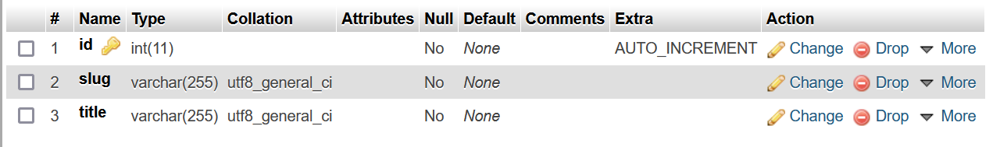 # Name Type Collation Attributes Null Default Comments Extra Action
1 id int(11) No None AUTO_INCREMENT Change Drop More
2 slug varchar(255) utf8_general_ci No None Change Drop More
3 title varchar(255) utf8_general_ci No None Change Drop More